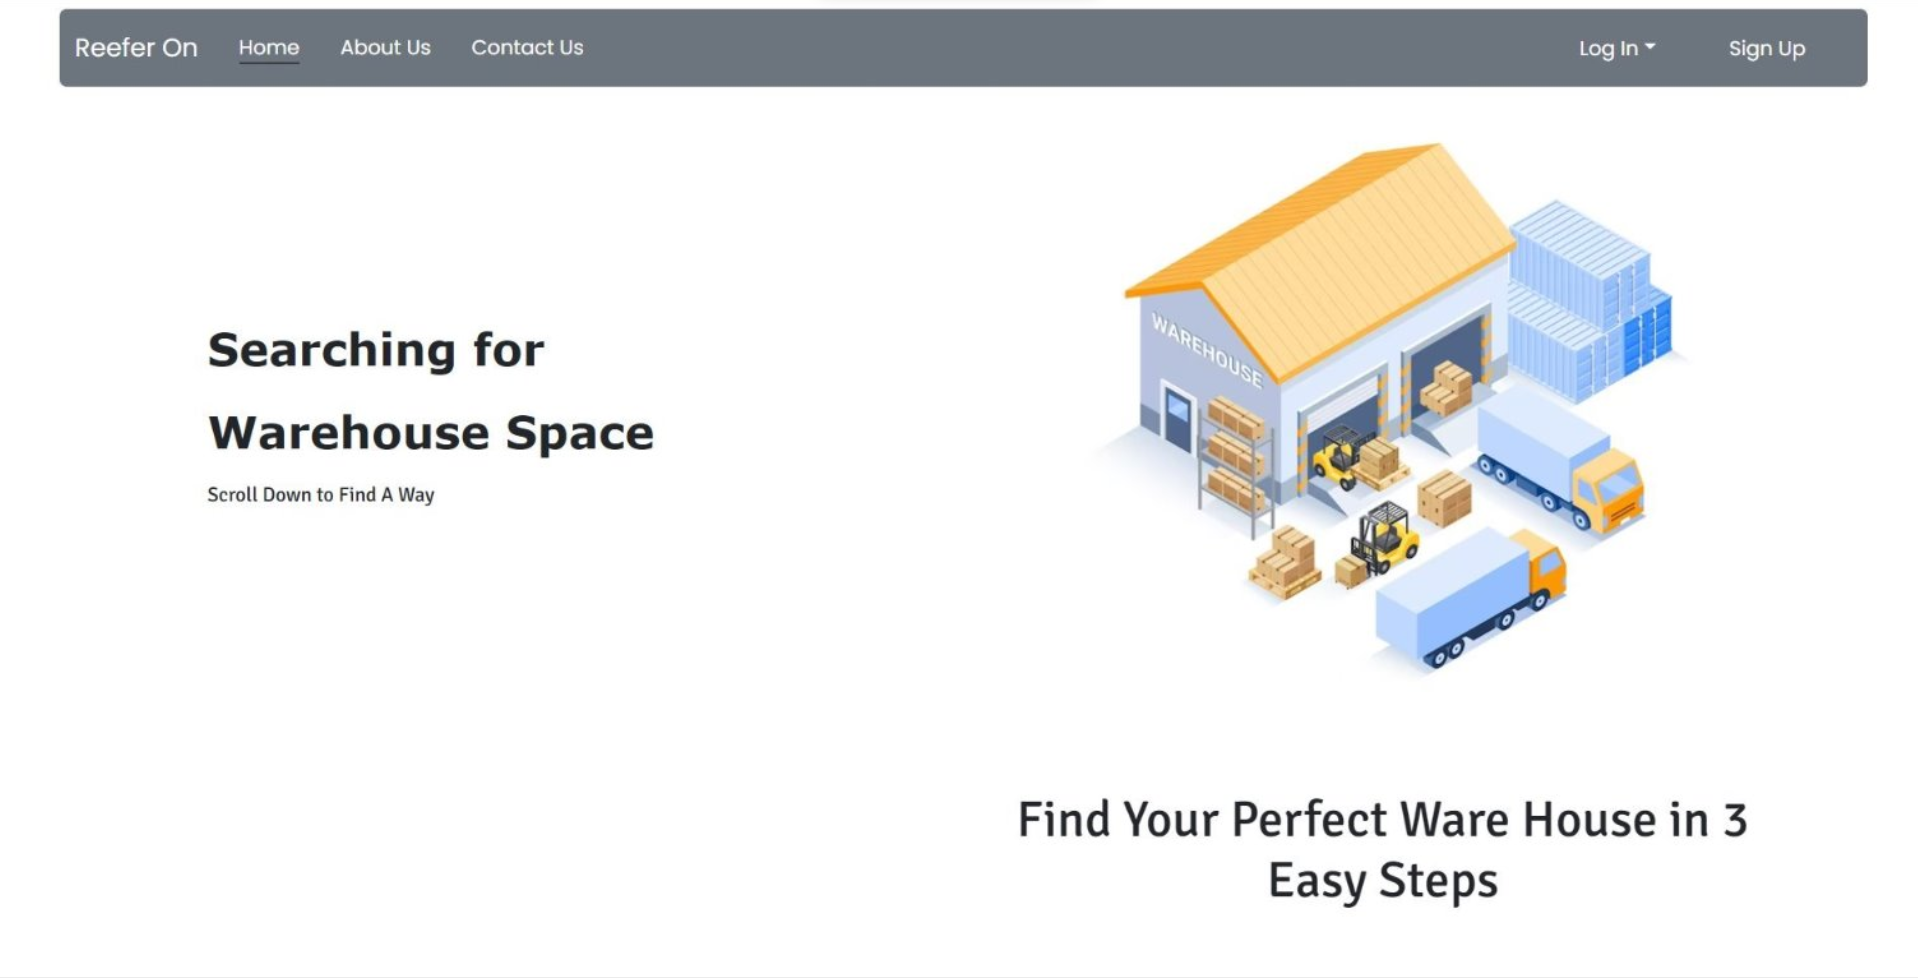 Reefer On Home About Us Contact Us Log In Sign Up
WAREHOUSE
Searching for
Warehouse Space
Scroll Down to Find A Way
Find Your Perfect Ware House in 3
Easy Steps